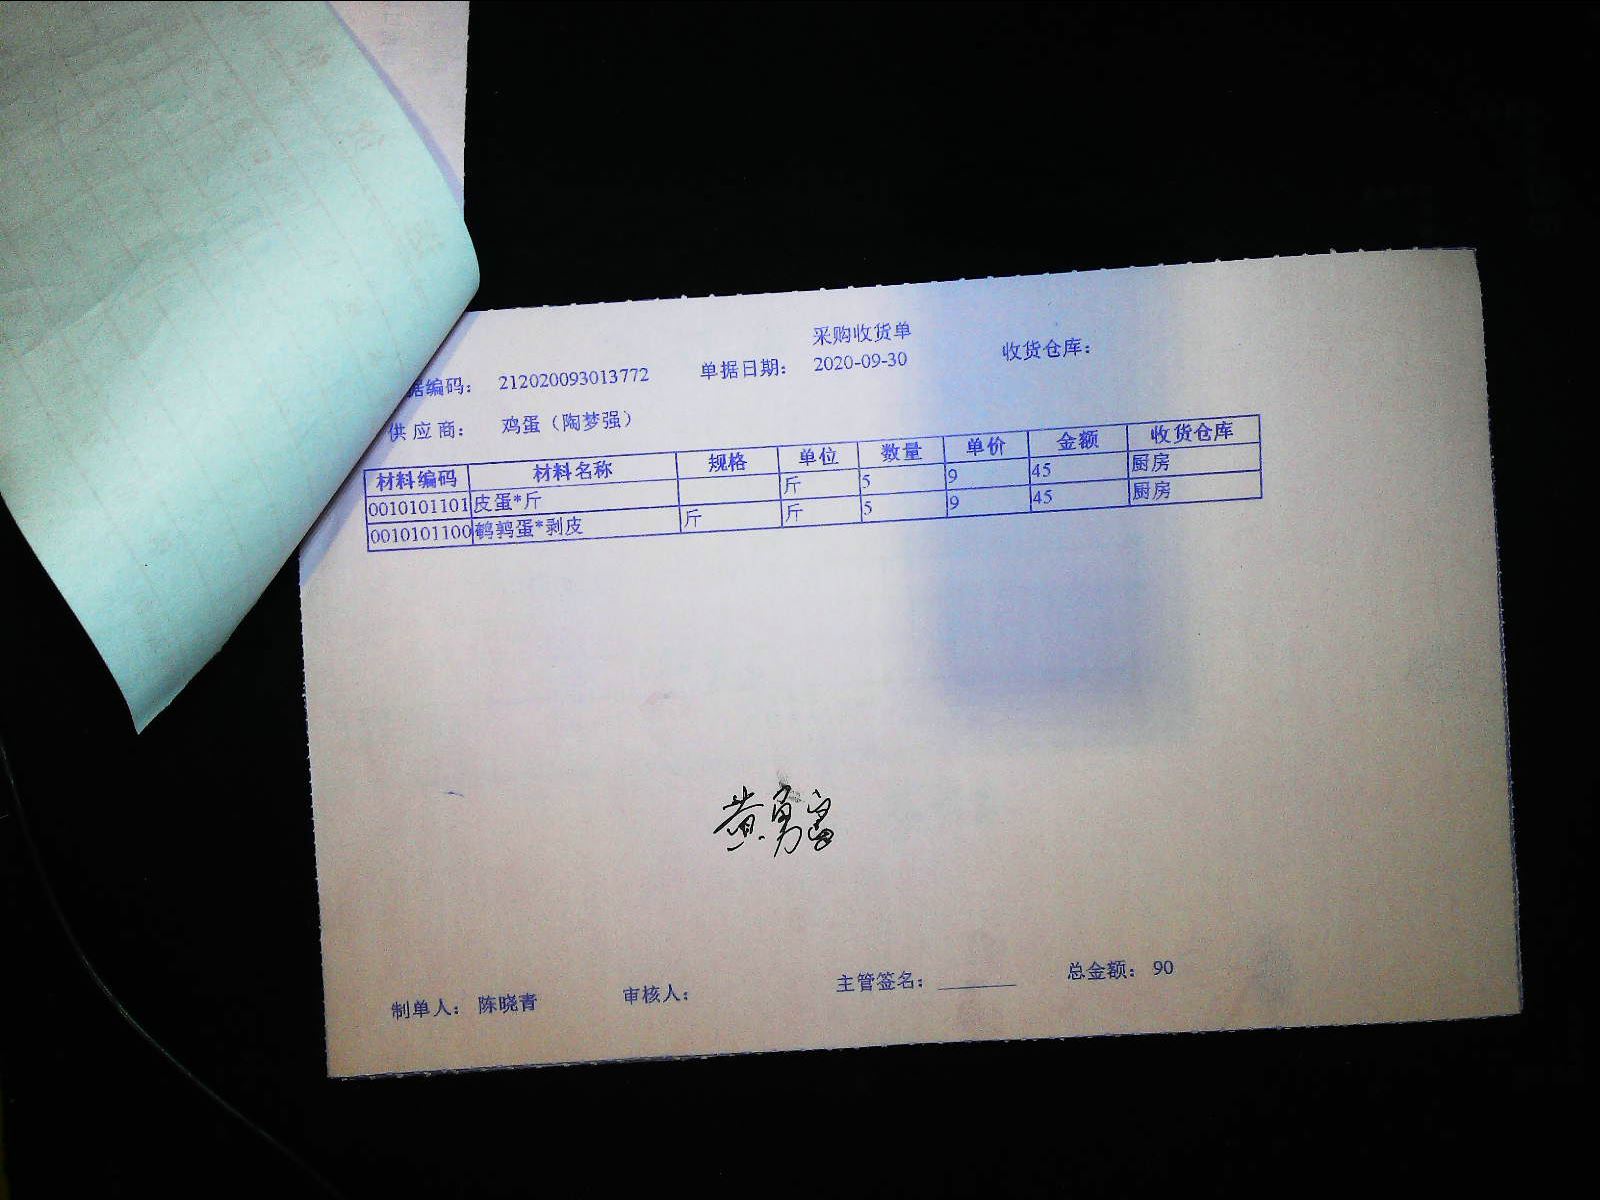 采购收货单
据编码： 212020093013772 单据日期： 2020-09-30 收货仓库：
供应商： 鸡蛋（陶梦强）
材料编码 材料名称 规格 单位 数量 单价 金额 收货仓库
0010101101 皮蛋*斤 斤 5 9 45 厨房
0010101100 鹌鹑蛋*剥皮 斤 斤 5 9 45 厨房
黄勇富
制单人： 陈晓青 审核人： 主管签名： 总金额： 90